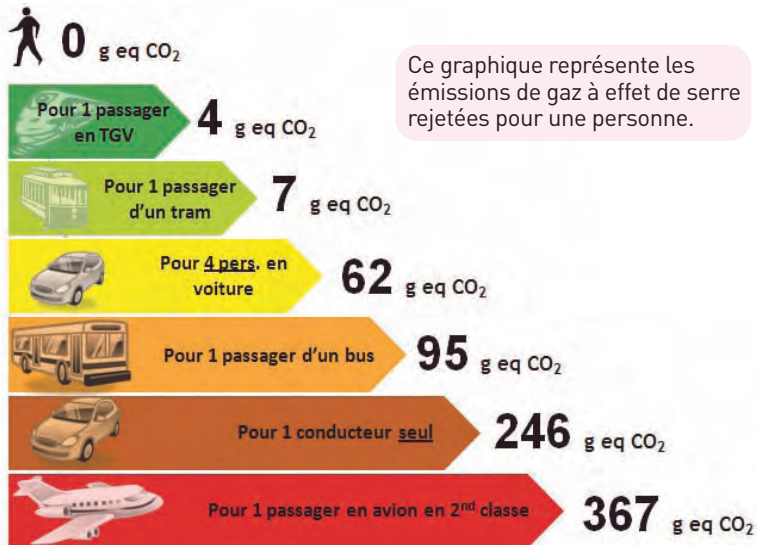 0 g eq CO₂
Ce graphique représente les
émissions de gaz à effet de serre
rejetées pour une personne.
Pour 1 passager
en TGV
4 g eq CO₂
Pour 1 passager
d'un tram
7 g eq CO₂
Pour 4 pers. en
voiture
62 g eq CO₂
Pour 1 passager d'un bus
95 g eq CO₂
Pour 1 conducteur seul
246 g eq CO₂
Pour 1 passager en avion en 2ⁿᵈ classe
367 g eq CO₂